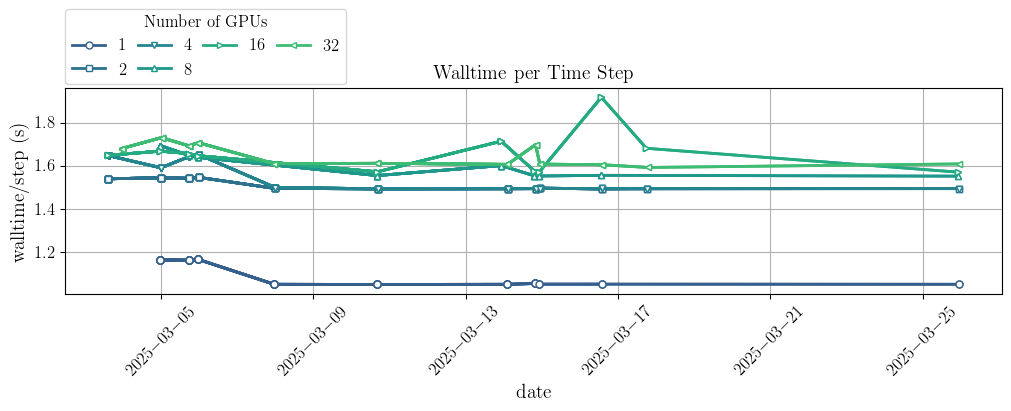 Number of GPUs
1 4 16 32
2 8
Walltime per Time Step
walltime/step (s)
1.8
1.6
1.4
1.2
2025−03−05 2025−03−09 2025−03−13 2025−03−17 2025−03−21 2025−03−25
date